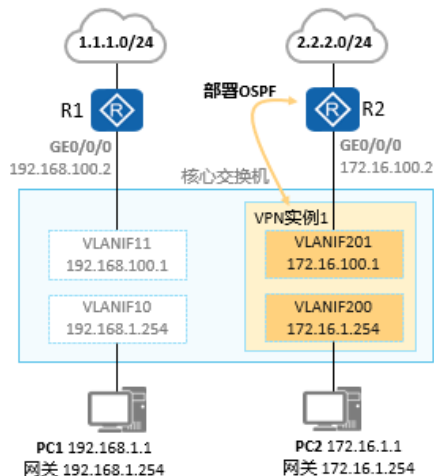 1.1.1.0/24
2.2.2.0/24
部署OSPF
R1
R2
GE0/0/0
192.168.100.2
GE0/0/0
172.16.100.2
核心交换机
VPN实例1
VLANIF11
192.168.100.1
VLANIF201
172.16.100.1
VLANIF10
192.168.1.254
VLANIF200
172.16.1.254
PC1 192.168.1.1
网关 192.168.1.254
PC2 172.16.1.1
网关 172.16.1.254